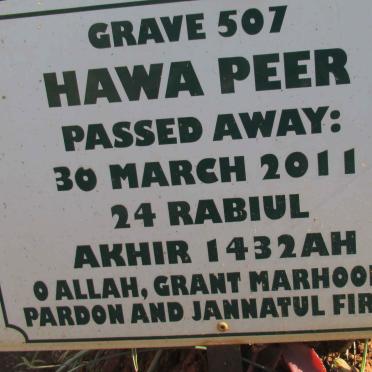 GRAVE 507
HAWA PEER
PASSED AWAY:
30 MARCH 2011
24 RABIUL
AKHIR 1432AH
O ALLAH, GRANT MARHOO
PARDON AND JANNATUL FIR